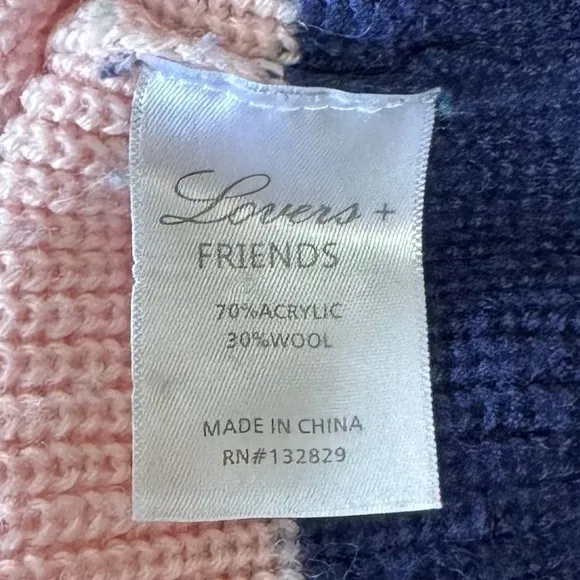 Lovers +
FRIENDS
70%ACRYLIC
30%WOOL
MADE IN CHINA
RN#132829